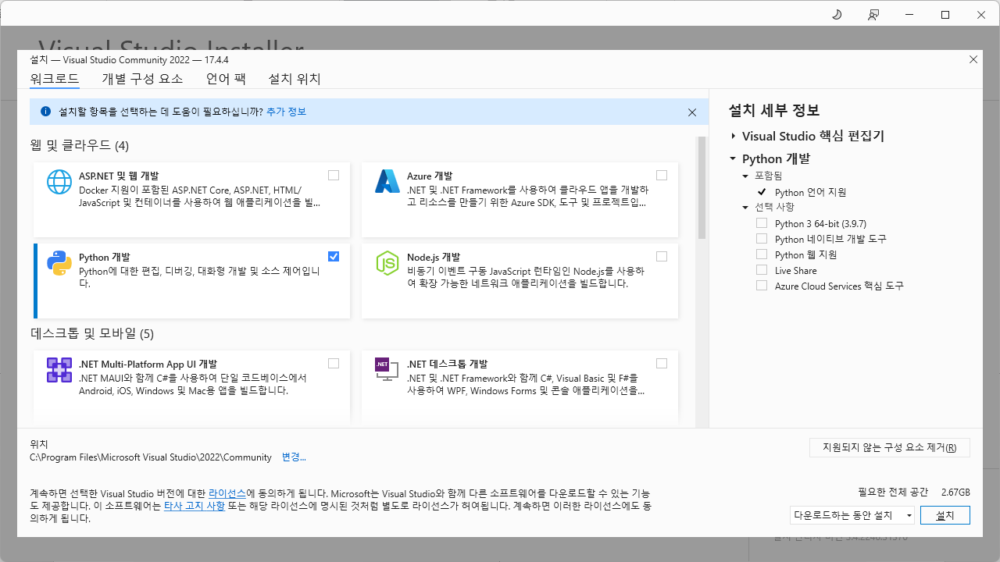 Visual Studio Installer
설치 — Visual Studio Community 2022 — 17.4.4
워크로드 개별 구성 요소 언어 팩 설치 위치
설치할 항목을 선택하는 데 도움이 필요하십니까? 추가 정보
웹 및 클라우드 (4)
ASP.NET 및 웹 개발
Docker 지원이 포함된 ASP.NET Core, ASP.NET, HTML/
JavaScript 및 컨테이너를 사용하여 웹 애플리케이션을 빌...
Azure 개발
.NET 및 .NET Framework를 사용하여 클라우드 앱을 개발하
고 리소스를 만들기 위한 Azure SDK, 도구 및 프로젝트입...
Python 개발
Python에 대한 편집, 디버깅, 대화형 개발 및 소스 제어입니
다.
Node.js 개발
비동기 이벤트 구동 JavaScript 런타임인 Node.js를 사용하
여 확장 가능한 네트워크 애플리케이션을 빌드합니다.
데스크톱 및 모바일 (5)
.NET Multi-Platform App UI 개발
.NET MAUI와 함께 C#을 사용하여 단일 코드베이스에서
Android, iOS, Windows 및 Mac용 앱을 빌드합니다.
.NET
.NET 데스크톱 개발
.NET 및 .NET Framework와 함께 C#, Visual Basic 및 F#을
사용하여 WPF, Windows Forms 및 콘솔 애플리케이션을...
설치 세부 정보
Visual Studio 핵심 편집기
Python 개발
포함됨
Python 언어 지원
선택 사항
Python 3 64-bit (3.9.7)
Python 네이티브 개발 도구
Python 웹 지원
Live Share
Azure Cloud Services 핵심 도구
위치
C:\Program Files\Microsoft Visual Studio\2022\Community 변경...
지원되지 않는 구성 요소 제거(R)
계속하면 선택한 Visual Studio 버전에 대한 라이선스에 동의하게 됩니다. Microsoft는 Visual Studio와 함께 다른 소프트웨어를 다운로드할 수 있는 기능
도 제공합니다. 이 소프트웨어는 타사 고지 사항 또는 해당 라이선스에 명시된 것처럼 별도로 라이선스가 허여됩니다. 계속하면 이러한 라이선스에도 동
의하게 됩니다.
필요한 전체 공간 2.67GB
다운로드하는 동안 설치 설치